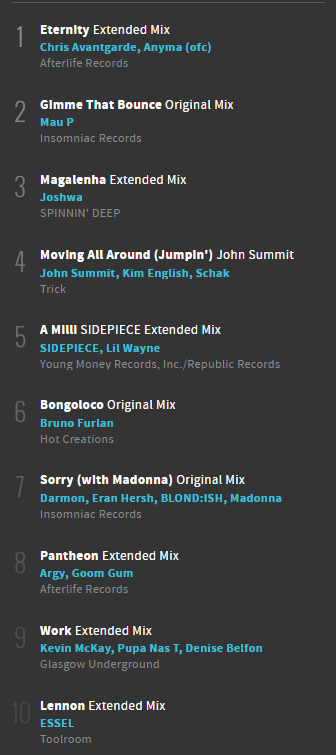 1
Eternity Extended Mix
Chris Avantgarde, Anyma (ofc)
Afterlife Records
2
Gimme That Bounce Original Mix
Mau P
Insomniac Records
3
Magalenha Extended Mix
Joshwa
SPINNIN' DEEP
4
Moving All Around (Jumpin') John Summit
John Summit, Kim English, Schak
Trick
5
A Milli SIDEPIECE Extended Mix
SIDEPIECE, Lil Wayne
Young Money Records, Inc./Republic Records
6
Bongoloco Original Mix
Bruno Furlan
Hot Creations
7
Sorry (with Madonna) Original Mix
Darmon, Eran Hersh, BLOND:ISH, Madonna
Insomniac Records
8
Pantheon Extended Mix
Argy, Goom Gum
Afterlife Records
9
Work Extended Mix
Kevin McKay, Pupa Nas T, Denise Belfon
Glasgow Underground
10
Lennon Extended Mix
ESSEL
Toolroom